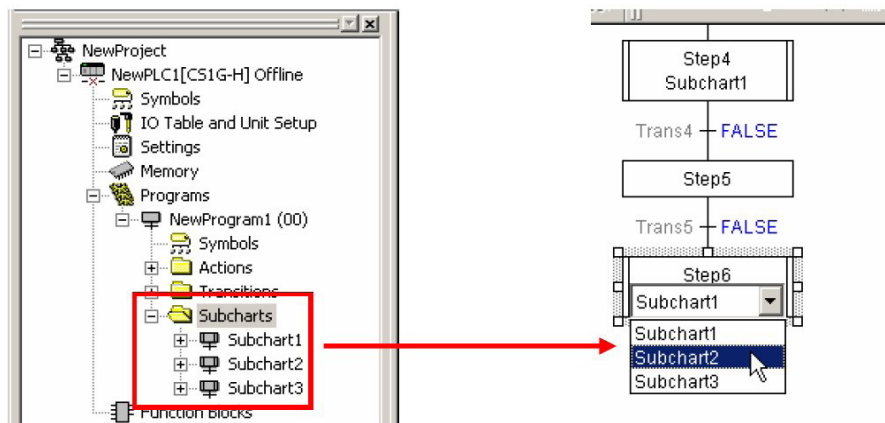 NewProject
NewPLC1[CS1G-H] Offline
Symbols
IO Table and Unit Setup
Settings
Memory
Programs
NewProgram1 (00)
Symbols
Actions
Transitions
Subcharts
Subchart1
Subchart2
Subchart3
Function Blocks
Step4
Subchart1
Trans4 FALSE
Step5
Trans5 FALSE
Step6
Subchart1
Subchart1
Subchart2
Subchart3